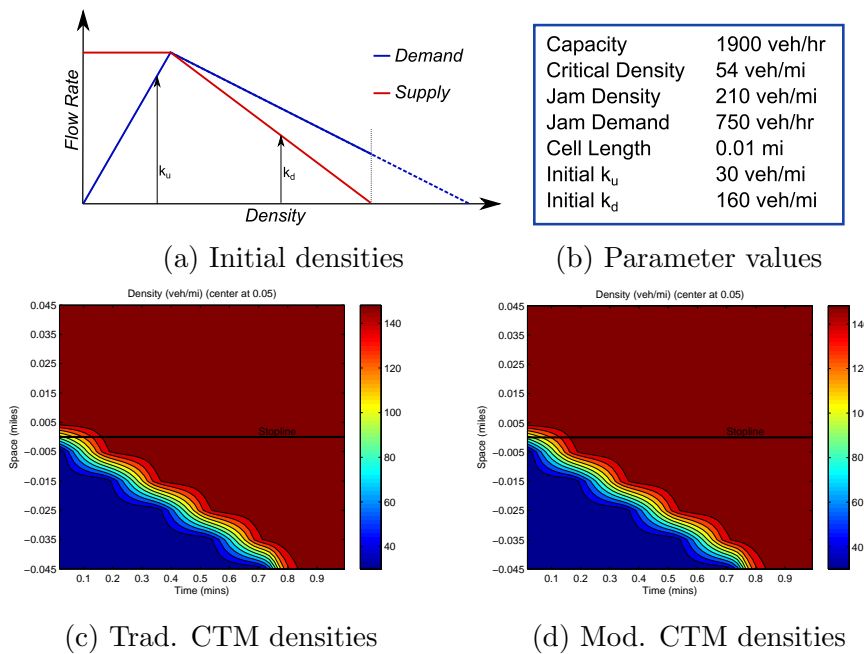 Flow Rate
Demand
Supply
k_u
k_d
Density
Capacity 1900 veh/hr
Critical Density 54 veh/mi
Jam Density 210 veh/mi
Jam Demand 750 veh/hr
Cell Length 0.01 mi
Initial k_u 30 veh/mi
Initial k_d 160 veh/mi
(a) Initial densities
(b) Parameter values
Density (veh/mi) (center at 0.05)
0.045
0.035
0.025
0.015
0.005
−0.005
−0.015
−0.025
−0.035
−0.045
Space (miles)
Stopline
0.1 0.2 0.3 0.4 0.5 0.6 0.7 0.8 0.9
Time (mins)
140
120
100
80
60
40
(c) Trad. CTM densities
Density (veh/mi) (center at 0.05)
0.045
0.035
0.025
0.015
0.005
−0.005
−0.015
−0.025
−0.035
−0.045
Space (miles)
Stopline
0.1 0.2 0.3 0.4 0.5 0.6 0.7 0.8 0.9
Time (mins)
80
60
40
(d) Mod. CTM densities